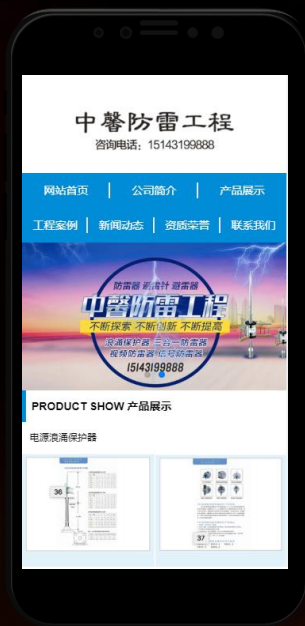 中馨防雷工程
咨询电话：15143199888
网站首页 公司简介 产品展示
工程案例 新闻动态 资质荣誉 联系我们
防雷器 避雷针 避雷器
中馨防雷工程
不断探索 不断创新 不断提高
浪涌保护器 三合一防雷器
视频防雷器 信号防雷器
15143199888
PRODUCT SHOW 产品展示
电源浪涌保护器
36
37